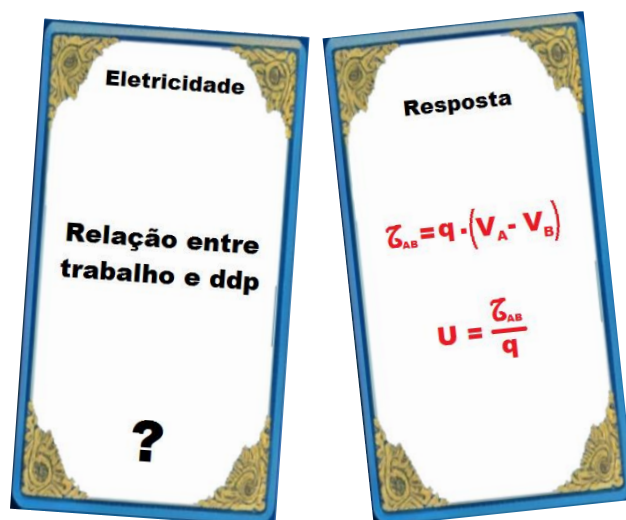 Eletricidade
Relação entre
trabalho e ddp
?
Resposta
𝜏AB = q · (VA - VB)
U = 𝜏AB / q